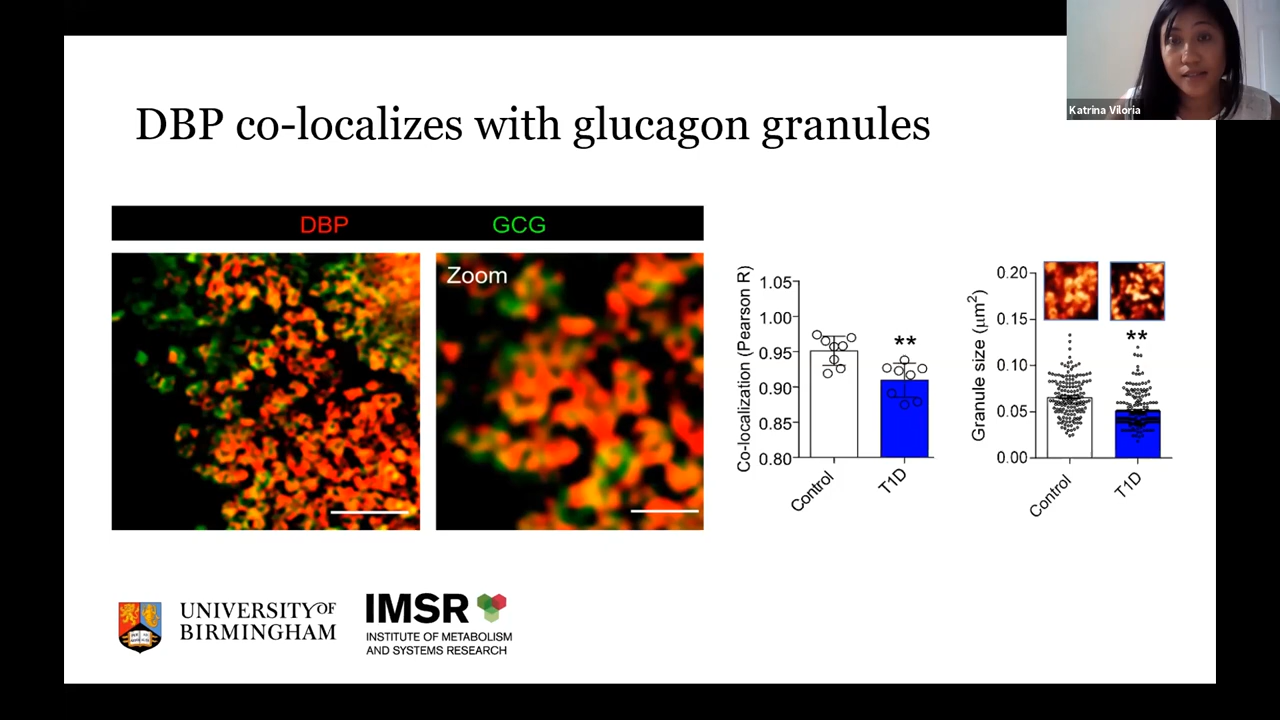 Katrina Viloria
DBP co-localizes with glucagon granules
DBP GCG
Zoom
Co-localization (Pearson R)
1.05
1.00
0.95
0.90
0.85
0.80
**
Control
T1D
Granule size (μm²)
0.20
0.15
0.10
0.05
0.00
**
Control
T1D
UNIVERSITY OF
BIRMINGHAM
IMSR
INSTITUTE OF METABOLISM
AND SYSTEMS RESEARCH